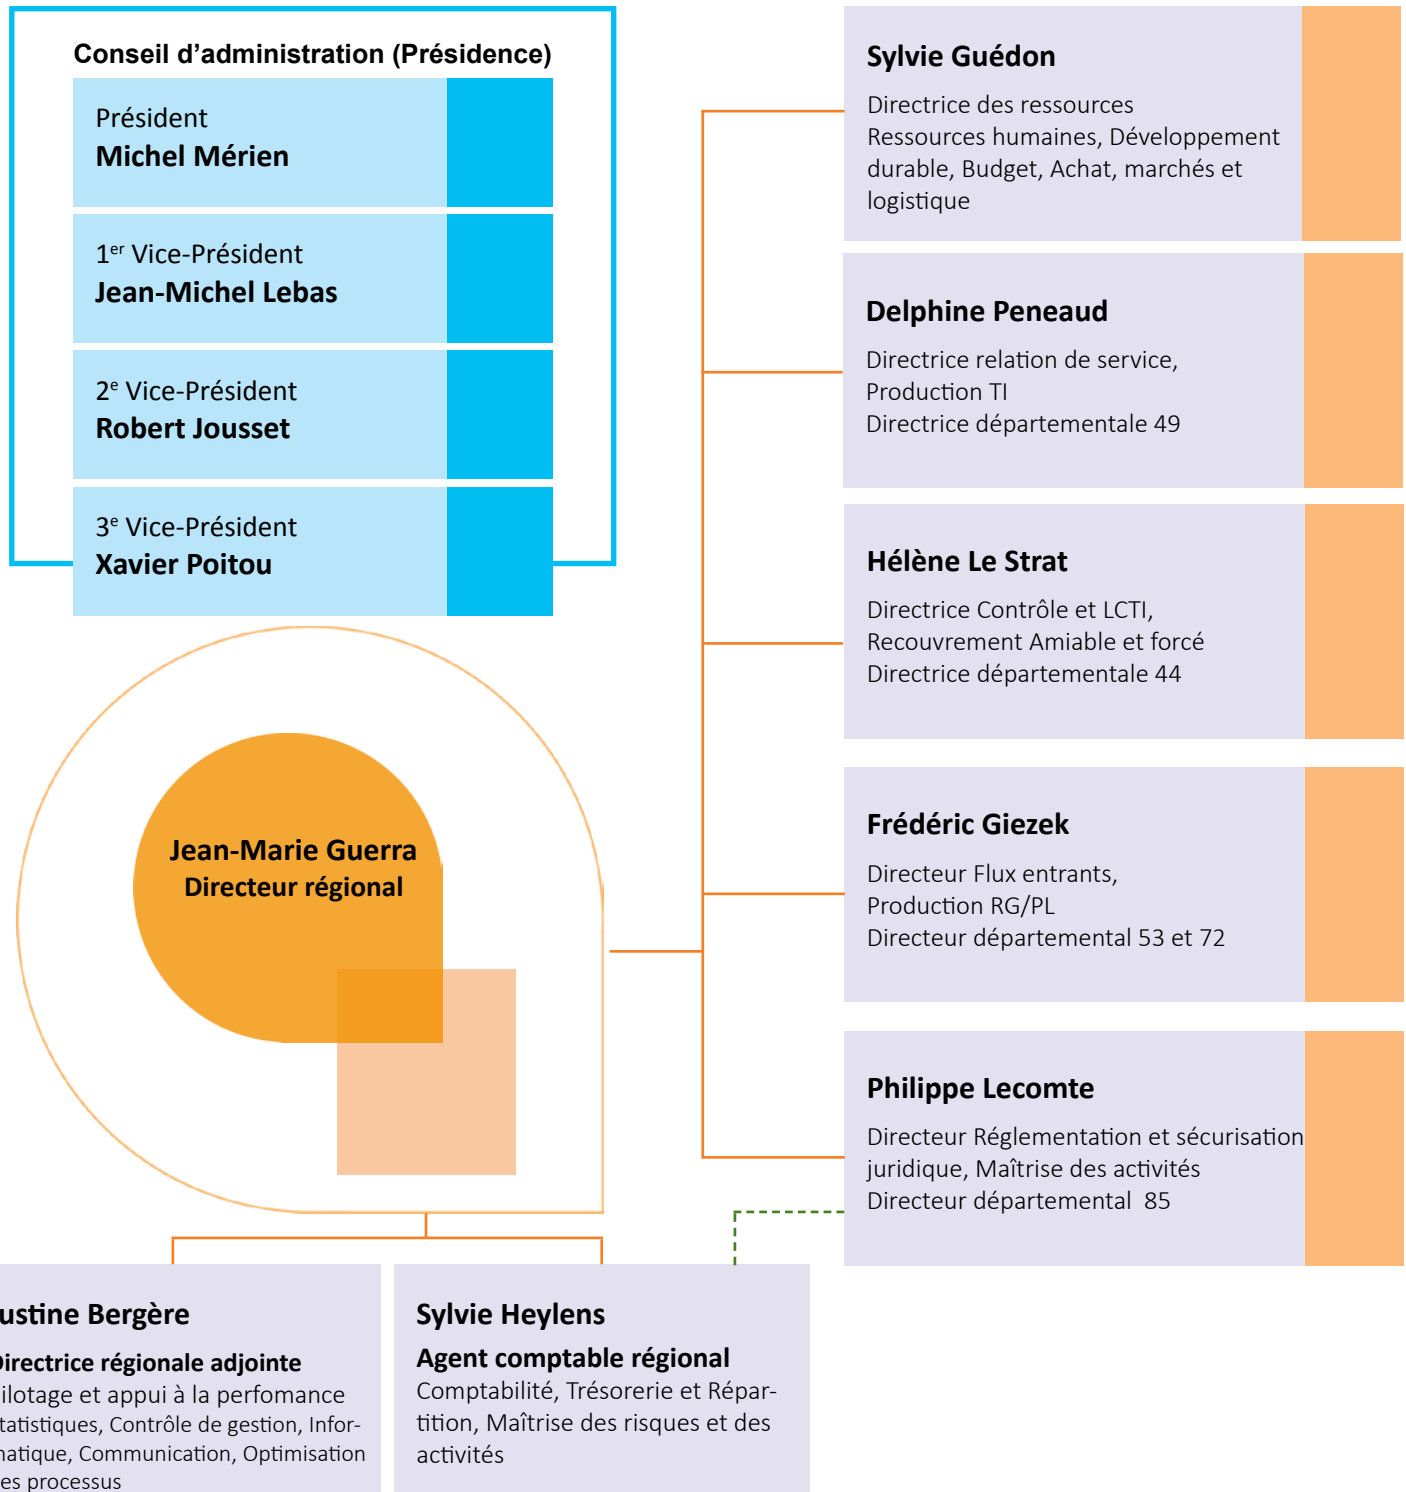 Conseil d’administration (Présidence)
Président
Michel Mérien
1er Vice-Président
Jean-Michel Lebas
2e Vice-Président
Robert Jousset
3e Vice-Président
Xavier Poitou
Jean-Marie Guerra
Directeur régional
Sylvie Guédon
Directrice des ressources
Ressources humaines, Développement
durable, Budget, Achat, marchés et
logistique
Delphine Peneaud
Directrice relation de service,
Production TI
Directrice départementale 49
Hélène Le Strat
Directrice Contrôle et LCTI,
Recouvrement Amiable et forcé
Directrice départementale 44
Frédéric Giezek
Directeur Flux entrants,
Production RG/PL
Directeur départemental 53 et 72
Philippe Lecomte
Directeur Réglementation et sécurisation
juridique, Maîtrise des activités
Directeur départemental 85
ustine Bergère
Directrice régionale adjointe
ilotage et appui à la perfomance
tatistiques, Contrôle de gestion, Infor-
matique, Communication, Optimisation
es processus
Sylvie Heylens
Agent comptable régional
Comptabilité, Trésorerie et Répar-
tition, Maîtrise des risques et des
activités